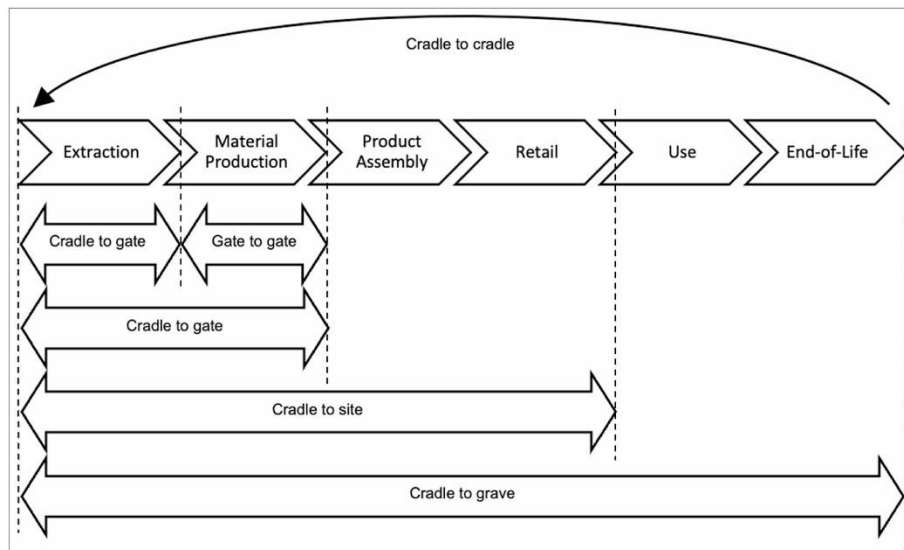 Cradle to cradle
Extraction
Material
Production
Product
Assembly
Retail
Use
End-of-Life
Cradle to gate
Gate to gate
Cradle to gate
Cradle to site
Cradle to grave